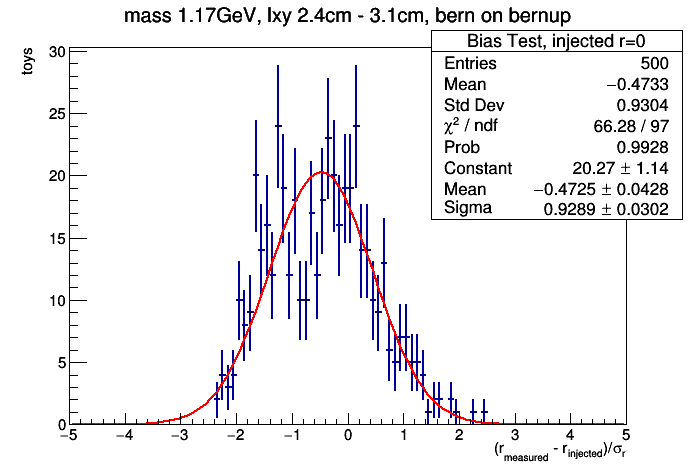 mass 1.17GeV, lxy 2.4cm - 3.1cm, bern on bernup
Bias Test, injected r=0
Entries 500
Mean −0.4733
Std Dev 0.9304
χ² / ndf 66.28 / 97
Prob 0.9928
Constant 20.27 ± 1.14
Mean −0.4725 ± 0.0428
Sigma 0.9289 ± 0.0302
toys
30
25
20
15
10
5
0
−5 −4 −3 −2 −1 0 1 2 3 4 5
(r_measured - r_injected)/σ_r